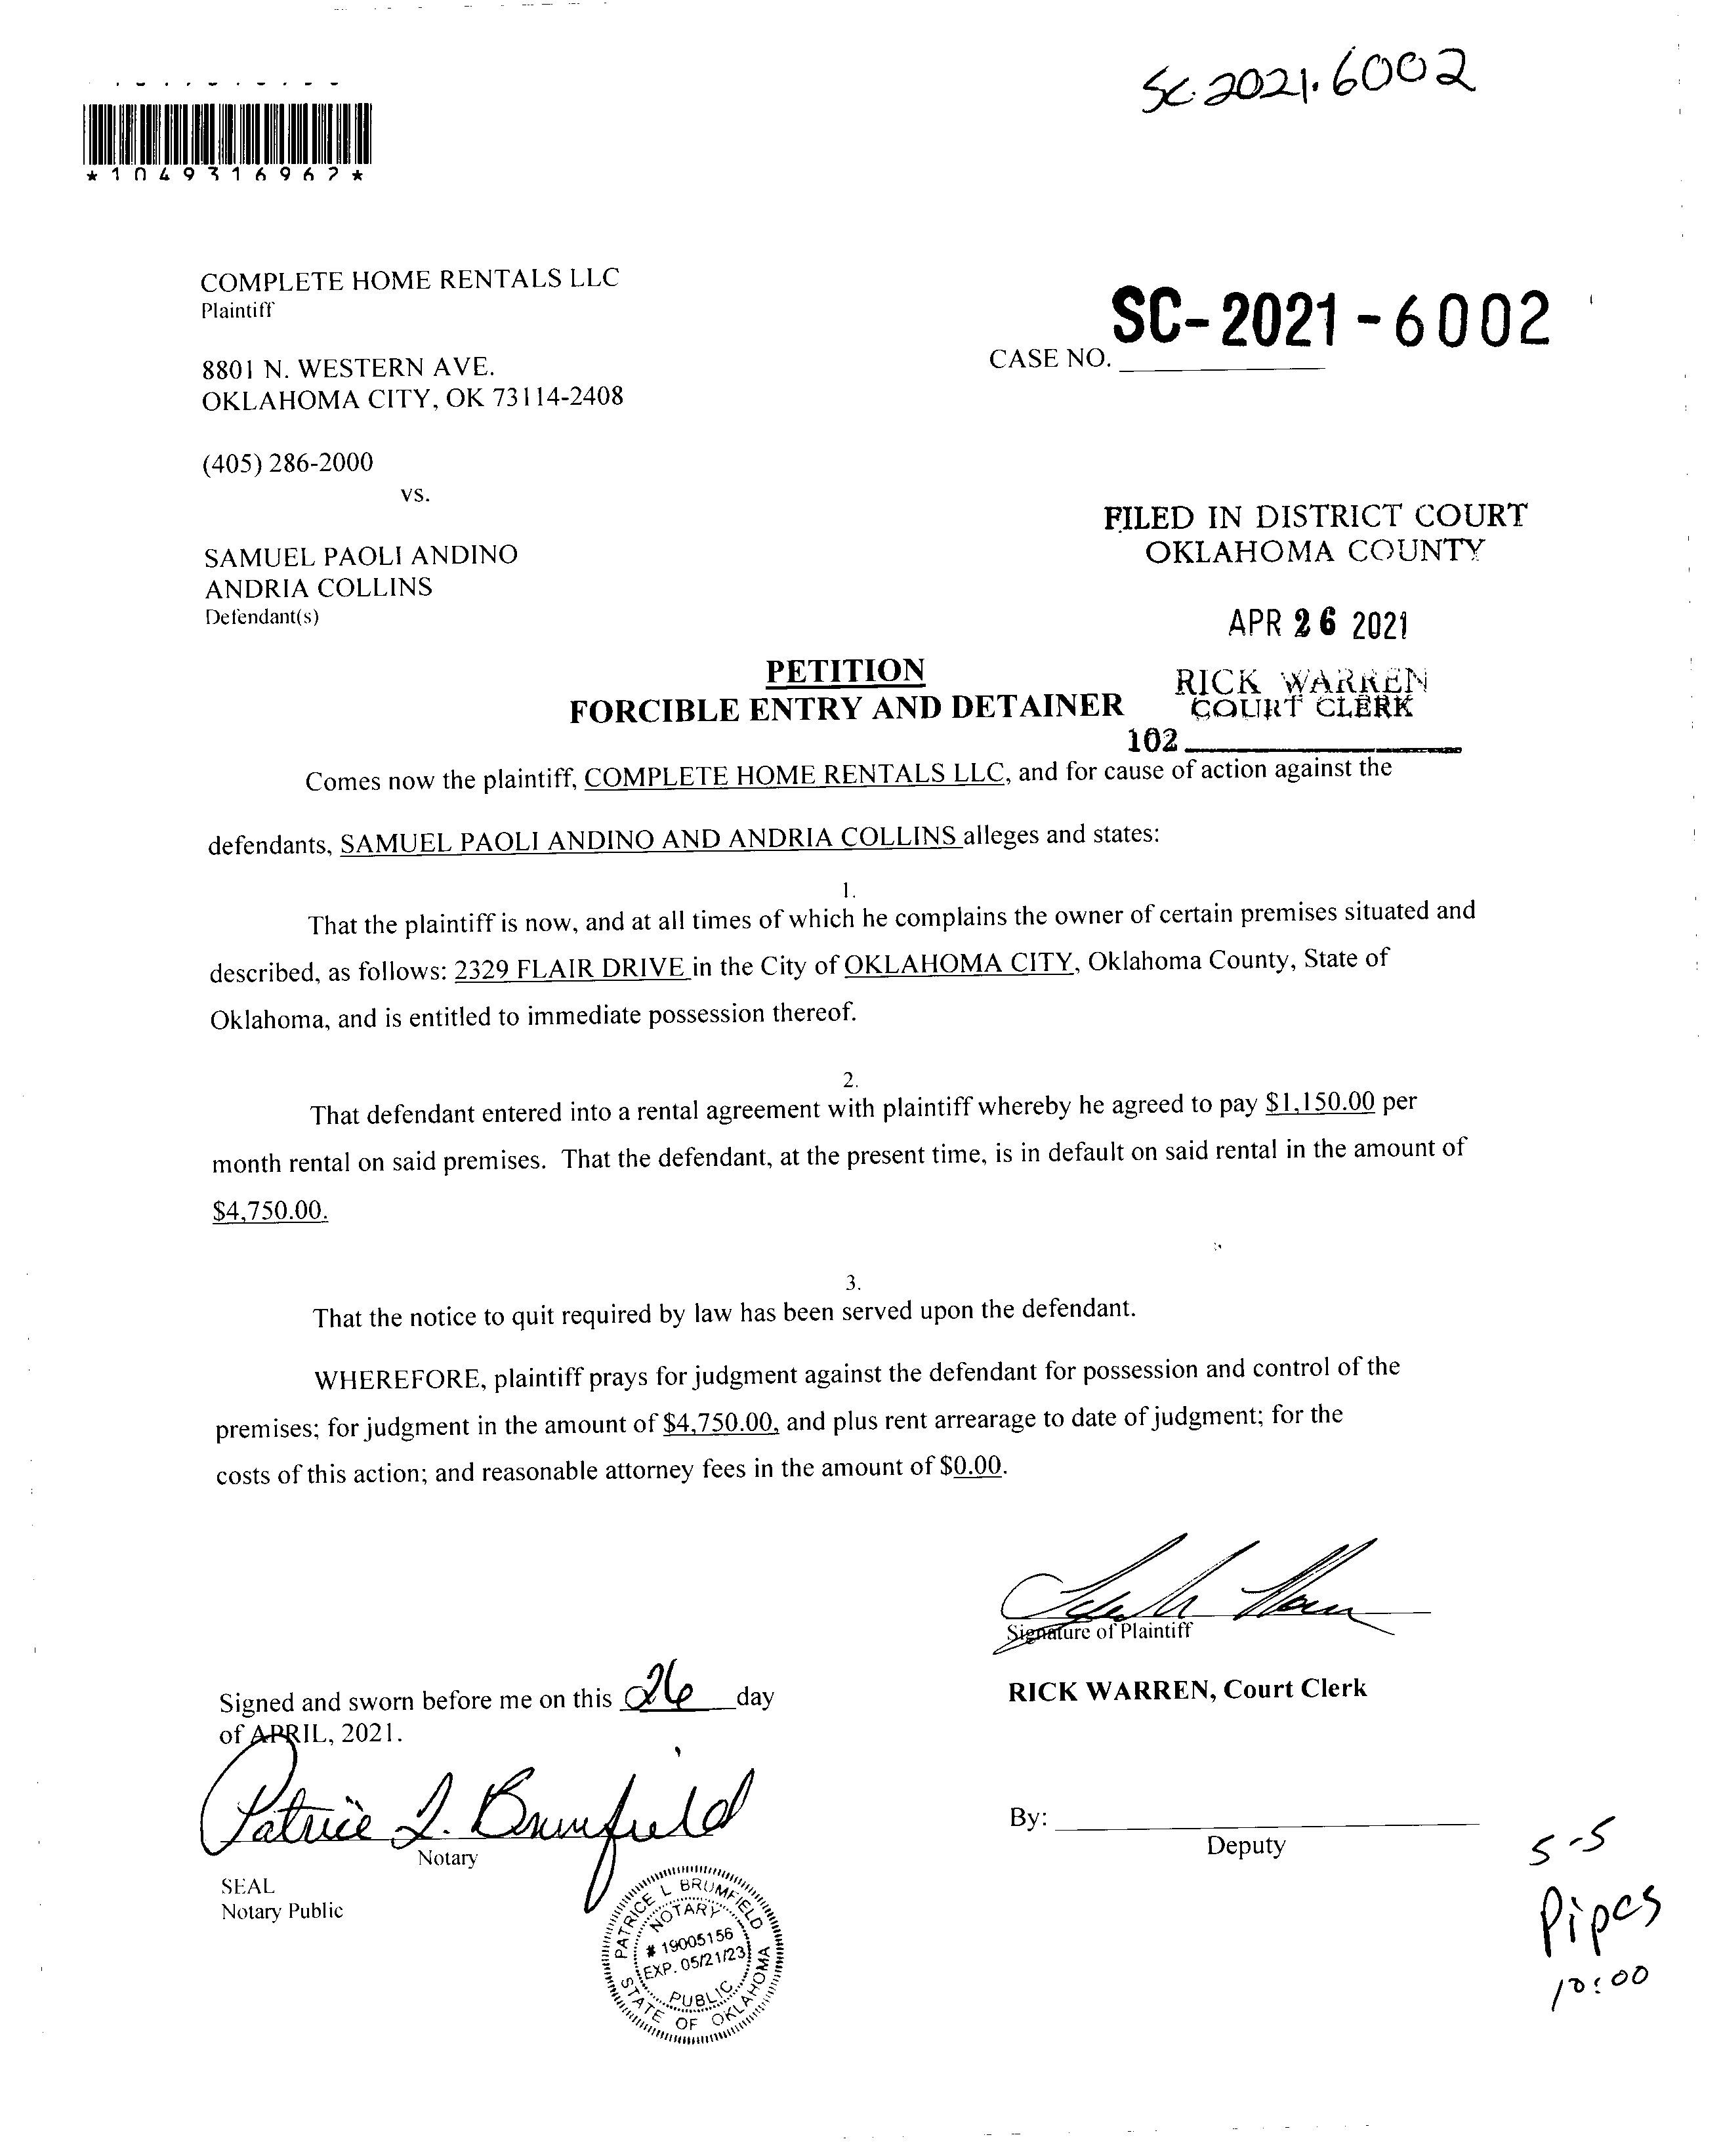 SC.2021.6002
*1049316962*
COMPLETE HOME RENTALS LLC
Plaintiff
SC-2021-6002
CASE NO.
8801 N. WESTERN AVE.
OKLAHOMA CITY, OK 73114-2408
(405) 286-2000
vs.
FILED IN DISTRICT COURT
OKLAHOMA COUNTY
SAMUEL PAOLI ANDINO
ANDRIA COLLINS
Defendant(s)
APR 26 2021
RICK WARREN
COURT CLERK
102
PETITION
FORCIBLE ENTRY AND DETAINER
Comes now the plaintiff, COMPLETE HOME RENTALS LLC, and for cause of action against the
defendants, SAMUEL PAOLI ANDINO AND ANDRIA COLLINS alleges and states:
1.
That the plaintiff is now, and at all times of which he complains the owner of certain premises situated and
described, as follows: 2329 FLAIR DRIVE in the City of OKLAHOMA CITY, Oklahoma County, State of
Oklahoma, and is entitled to immediate possession thereof.
2.
That defendant entered into a rental agreement with plaintiff whereby he agreed to pay $1,150.00 per
month rental on said premises. That the defendant, at the present time, is in default on said rental in the amount of
$4,750.00.
3.
That the notice to quit required by law has been served upon the defendant.
WHEREFORE, plaintiff prays for judgment against the defendant for possession and control of the
premises; for judgment in the amount of $4,750.00, and plus rent arrearage to date of judgment; for the
costs of this action; and reasonable attorney fees in the amount of $0.00.
Signature of Plaintiff
RICK WARREN, Court Clerk
Signed and sworn before me on this 26 day
of APRIL, 2021.
Patrice L. Brumfield
Notary
SEAL
Notary Public
By:
Deputy
PATRICE L BRUMFIELD
NOTARY
# 19005156
EXP. 05/21/23
PUBLIC
STATE OF OKLAHOMA
5-5
Pipes
10:00